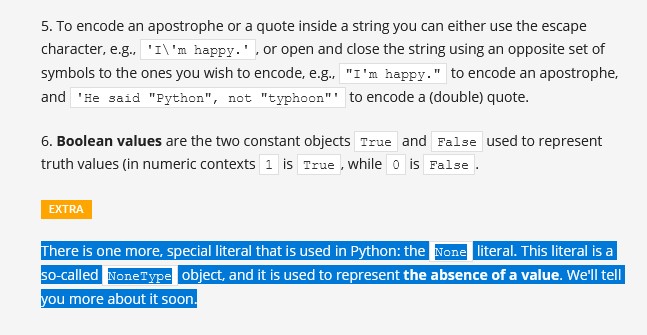 5. To encode an apostrophe or a quote inside a string you can either use the escape
character, e.g., 'I\'m happy.', or open and close the string using an opposite set of
symbols to the ones you wish to encode, e.g., "I'm happy." to encode an apostrophe,
and 'He said "Python", not "typhoon"' to encode a (double) quote.
6. Boolean values are the two constant objects True and False used to represent
truth values (in numeric contexts 1 is True, while 0 is False.
EXTRA
There is one more, special literal that is used in Python: the None literal. This literal is a
so-called NoneType object, and it is used to represent the absence of a value. We'll tell
you more about it soon.